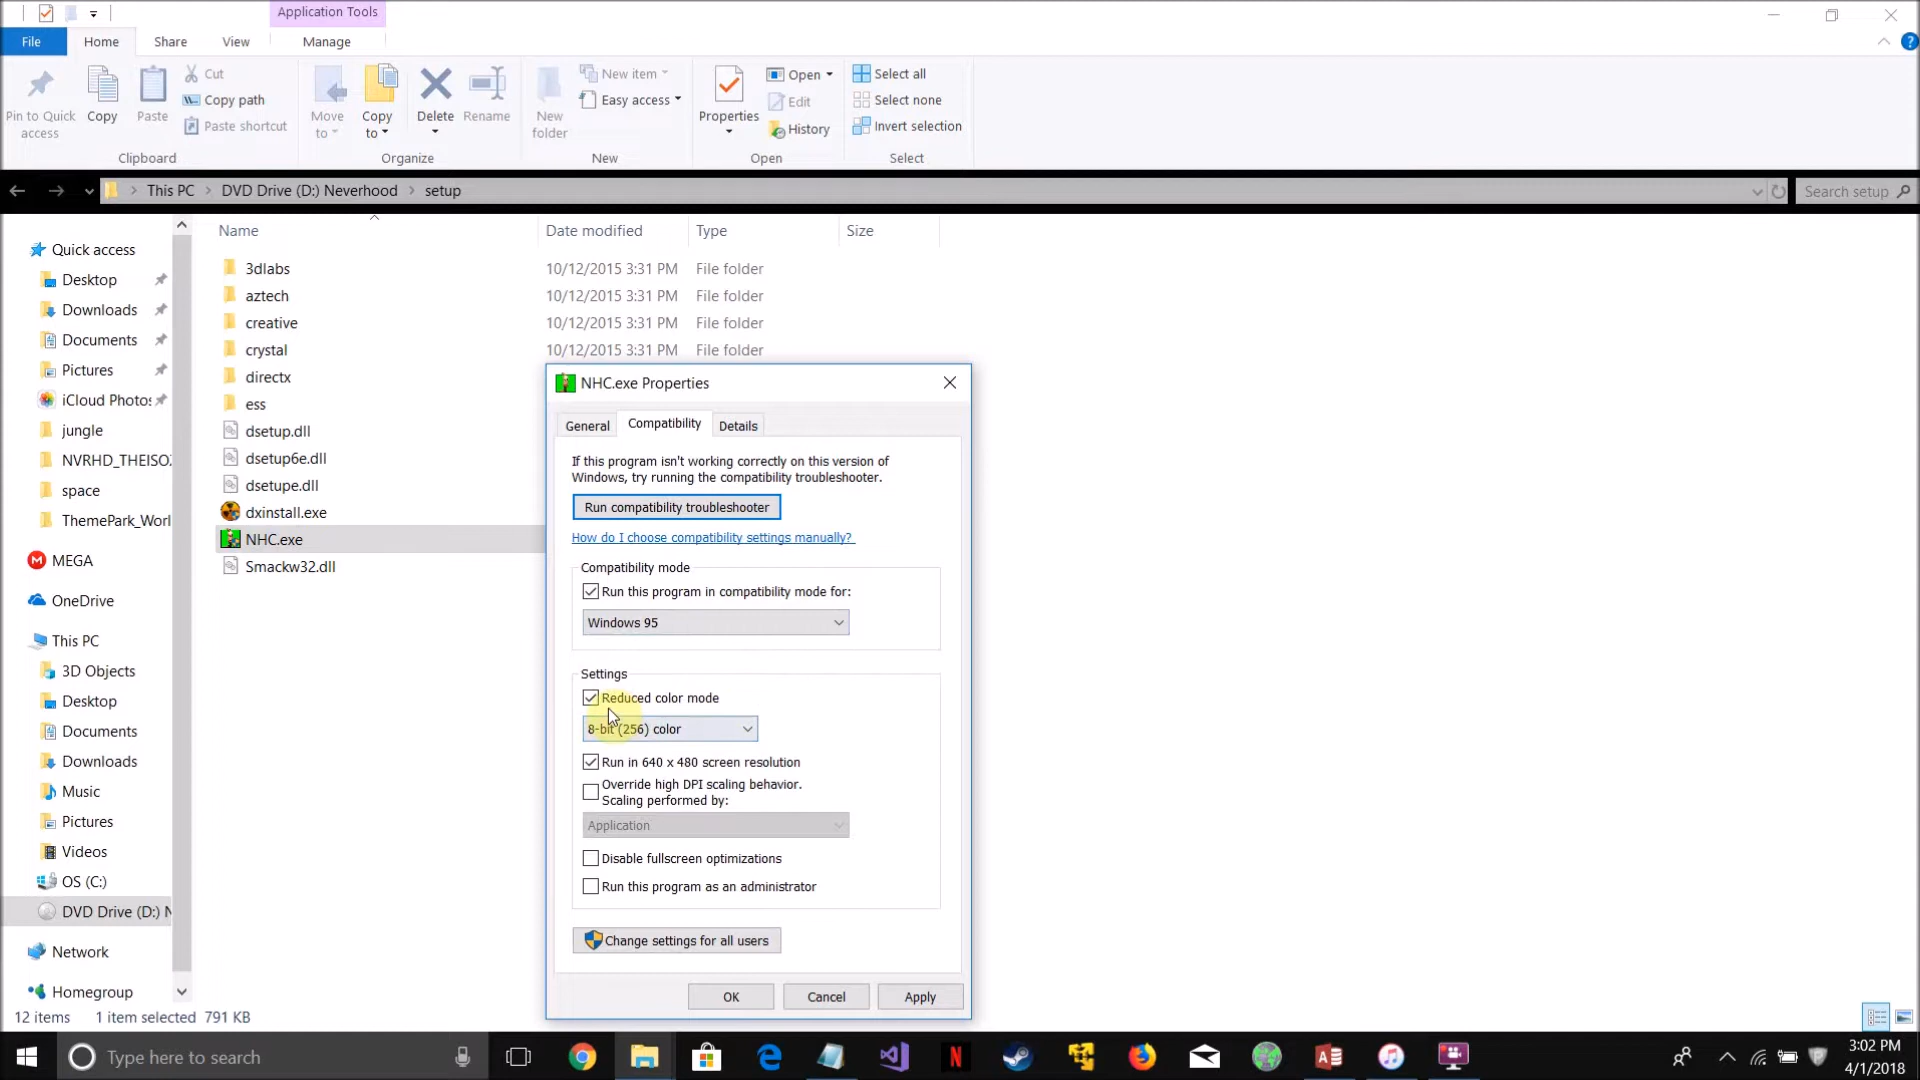 Application Tools
File
Home
Share
View
Manage
Pin to Quick
access
Copy
Paste
Cut
Copy path
Paste shortcut
Clipboard
Move
to
Copy
to
Delete
Rename
Organize
New
folder
New item
Easy access
New
Properties
Open
Edit
History
Open
Select all
Select none
Invert selection
Select
This PC > DVD Drive (D:) Neverhood > setup
Search setup
Name
Date modified
Type
Size
3dlabs 10/12/2015 3:31 PM File folder
aztech 10/12/2015 3:31 PM File folder
creative 10/12/2015 3:31 PM File folder
crystal 10/12/2015 3:31 PM File folder
directx
ess
dsetup.dll
dsetup6e.dll
dsetupe.dll
dxinstall.exe
NHC.exe
Smackw32.dll
Quick access
Desktop
Downloads
Documents
Pictures
iCloud Photos
jungle
NVRHD_THEISO
space
ThemePark_Worl
MEGA
OneDrive
This PC
3D Objects
Desktop
Documents
Downloads
Music
Pictures
Videos
OS (C:)
DVD Drive (D:) N
Network
Homegroup
12 items 1 item selected 791 KB
NHC.exe Properties
General
Compatibility
Details
If this program isn't working correctly on this version of
Windows, try running the compatibility troubleshooter.
Run compatibility troubleshooter
How do I choose compatibility settings manually?
Compatibility mode
Run this program in compatibility mode for:
Windows 95
Settings
Reduced color mode
8-bit (256) color
Run in 640 x 480 screen resolution
Override high DPI scaling behavior.
Scaling performed by:
Application
Disable fullscreen optimizations
Run this program as an administrator
Change settings for all users
OK
Cancel
Apply
Type here to search
3:02 PM
4/1/2018